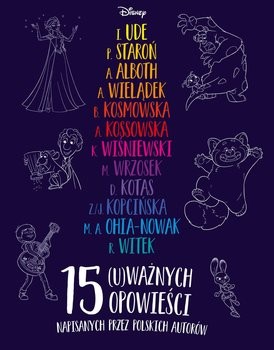 Disney
I. UDE
P. STAROŃ
A. ALBOTH
A. WIELĄDEK
B. KOSMOWSKA
A. KOSSOWSKA
K. WIŚNIEWSKI
M. WRZOSEK
D. KOTAS
Z/J. KOPCIŃSKA
M. A. OHIA-NOWAK
R. WITEK
15 (U)WAŻNYCH
OPOWIEŚCI
NAPISANYCH PRZEZ POLSKICH AUTORÓW